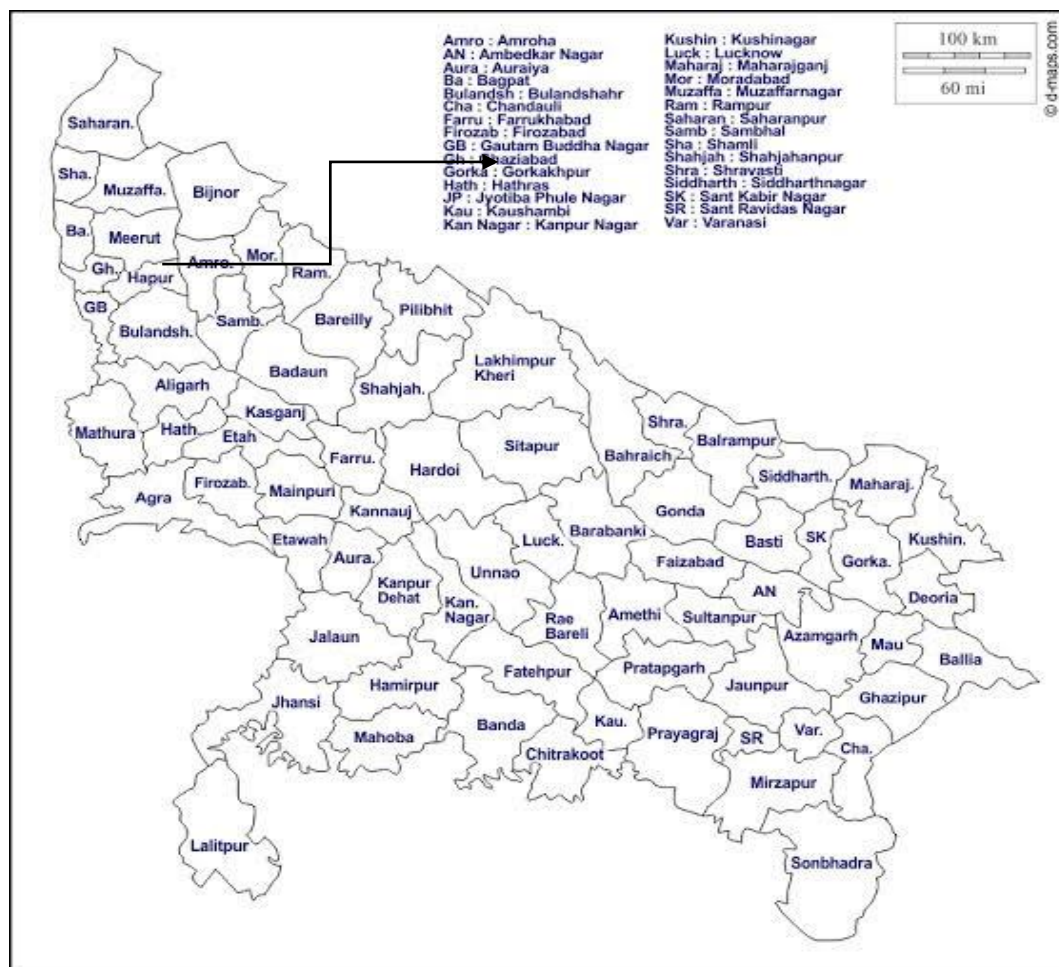 Amro : Amroha
AN : Ambedkar Nagar
Aura : Auraiya
Ba : Bagpat
Bulandsh : Bulandshahr
Cha : Chandauli
Farru : Farrukhabad
Firozab : Firozabad
GB : Gautam Buddha Nagar
Gh : Ghaziabad
Gorka : Gorkakhpur
Hath : Hathras
JP : Jyotiba Phule Nagar
Kau : Kaushambi
Kan Nagar : Kanpur Nagar
Kushin : Kushinagar
Luck : Lucknow
Maharaj : Maharajganj
Mor : Moradabad
Muzaffa : Muzaffarnagar
Ram : Rampur
Saharan : Saharanpur
Samb : Sambhal
Sha : Shamli
Shahjah : Shahjahanpur
Shra : Shravasti
Siddharth : Siddharthnagar
SK : Sant Kabir Nagar
SR : Sant Ravidas Nagar
Var : Varanasi
100 km
60 mi
© d-maps.com
Saharan.
Sha.
Muzaffa.
Bijnor
Ba.
Meerut
Amro.
Mor.
Gh.
Hapur
Ram.
GB
Bulandsh.
Samb.
Bareilly
Pilibhit
Badaun
Shahjah.
Lakhimpur
Kheri
Aligarh
Kasganj
Mathura
Hath.
Etah
Farru.
Hardoi
Sitapur
Shra.
Bahraich
Balrampur
Siddharth.
Maharaj.
Agra
Firozab.
Mainpuri
Kannauj
Gonda
Etawah
Aura.
Luck.
Barabanki
Basti
SK
Gorka.
Kushin.
Kanpur
Dehat
Unnao
Faizabad
AN
Deoria
Kan.
Nagar
Rae
Bareli
Amethi
Sultanpur
Azamgarh
Mau
Ballia
Jalaun
Fatehpur
Pratapgarh
Jaunpur
Ghazipur
Jhansi
Hamirpur
Mahoba
Banda
Kau.
Prayagraj
SR
Var.
Cha.
Chitrakoot
Mirzapur
Lalitpur
Sonbhadra